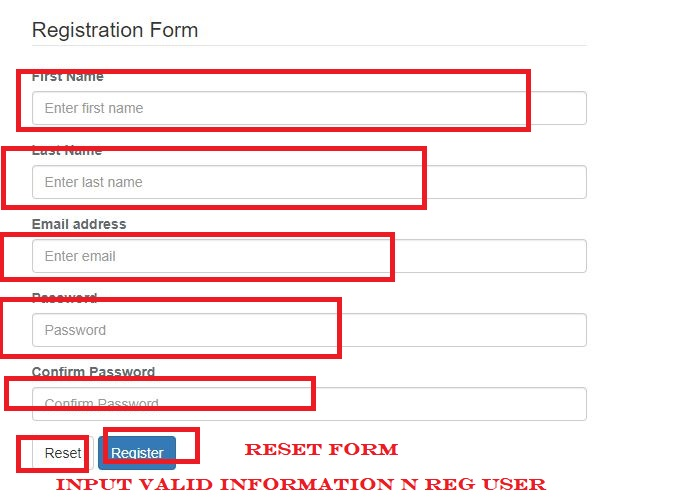 Registration Form
First Name
Enter first name
Last Name
Enter last name
Email address
Enter email
Password
Password
Confirm Password
Confirm Password
Reset Register RESET FORM
INPUT VALID INFORMATION N REG USER